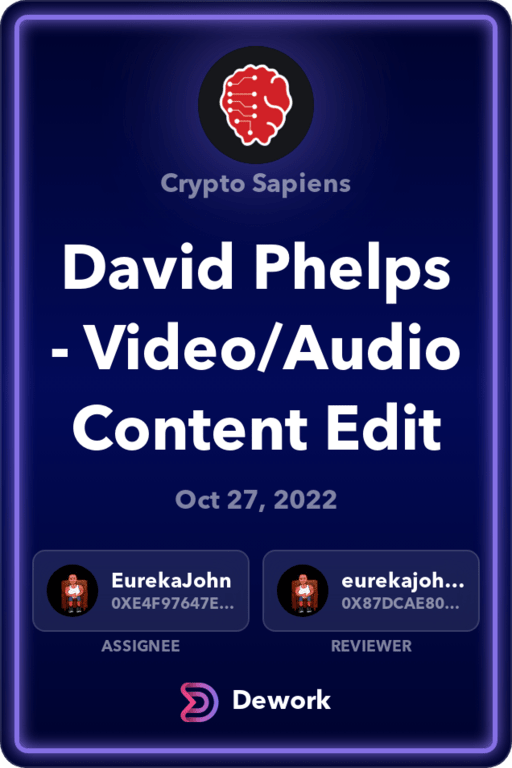 Crypto Sapiens
David Phelps
- Video/Audio
Content Edit
Oct 27, 2022
EurekaJohn
0XE4F97647E...
ASSIGNEE
eurekajoh...
0X87DCAE80...
REVIEWER
Dework